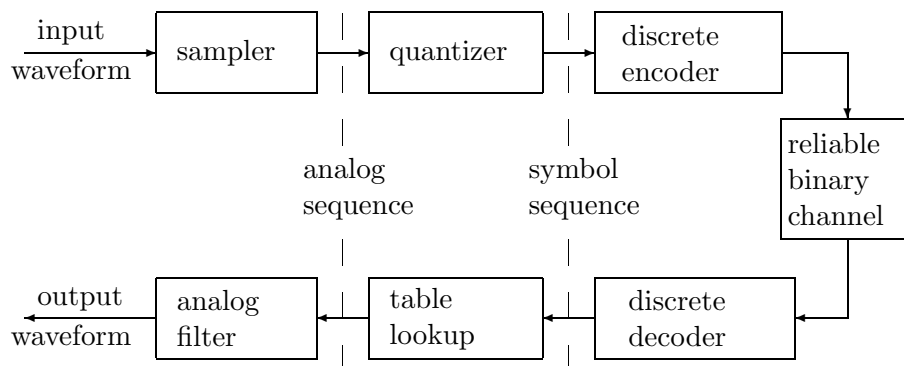 input
waveform
sampler
quantizer
discrete
encoder
reliable
binary
channel
analog
sequence
symbol
sequence
output
waveform
analog
filter
table
lookup
discrete
decoder